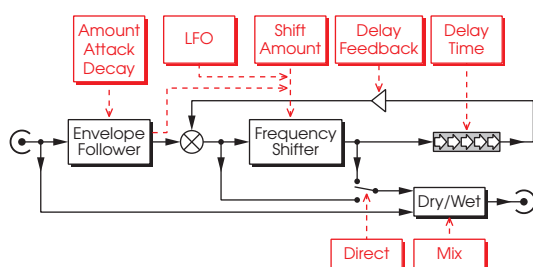 Amount
Attack
Decay
LFO
Shift
Amount
Delay
Feedback
Delay
Time
Envelope
Follower
Frequency
Shifter
Dry/Wet
Direct
Mix